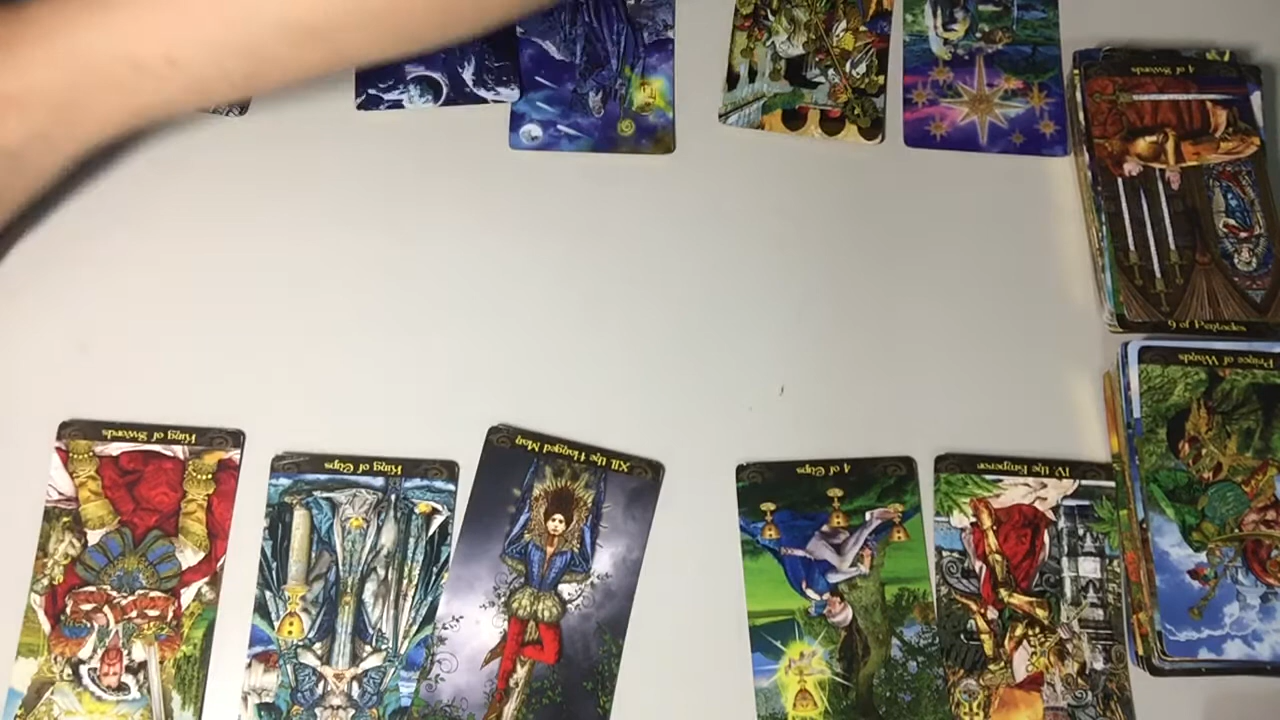 4 of Swords
9 of Pentacles
Prince of Wands
King of Swords
King of Cups
XII. the Hanged Man
4 of Cups
IV. the Emperor